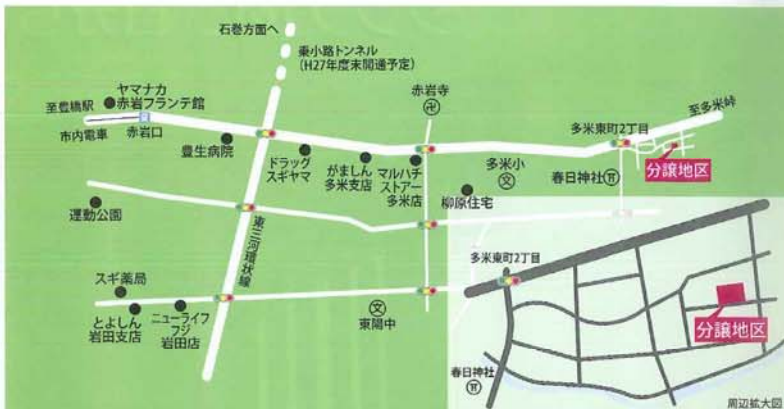 石巻方面へ
乗小路トンネル
（H27年度末開通予定）
ヤマナカ
赤岩フランテ館
至豊橋駅
市内電車
赤岩口
豊生病院
ドラッグ
スギヤマ
がましん
多米支店
マルハチ
ストアー
多米店
赤岩寺
卍
多米小
文
春日神社
多米東町2丁目
至多米峠
分譲地区
柳原住宅
運動公園
東三河環状線
スギ薬局
とよしん
岩田支店
ニューライフ
フジ
岩田店
文
東陽中
多米東町2丁目
分譲地区
春日神社
周辺拡大図